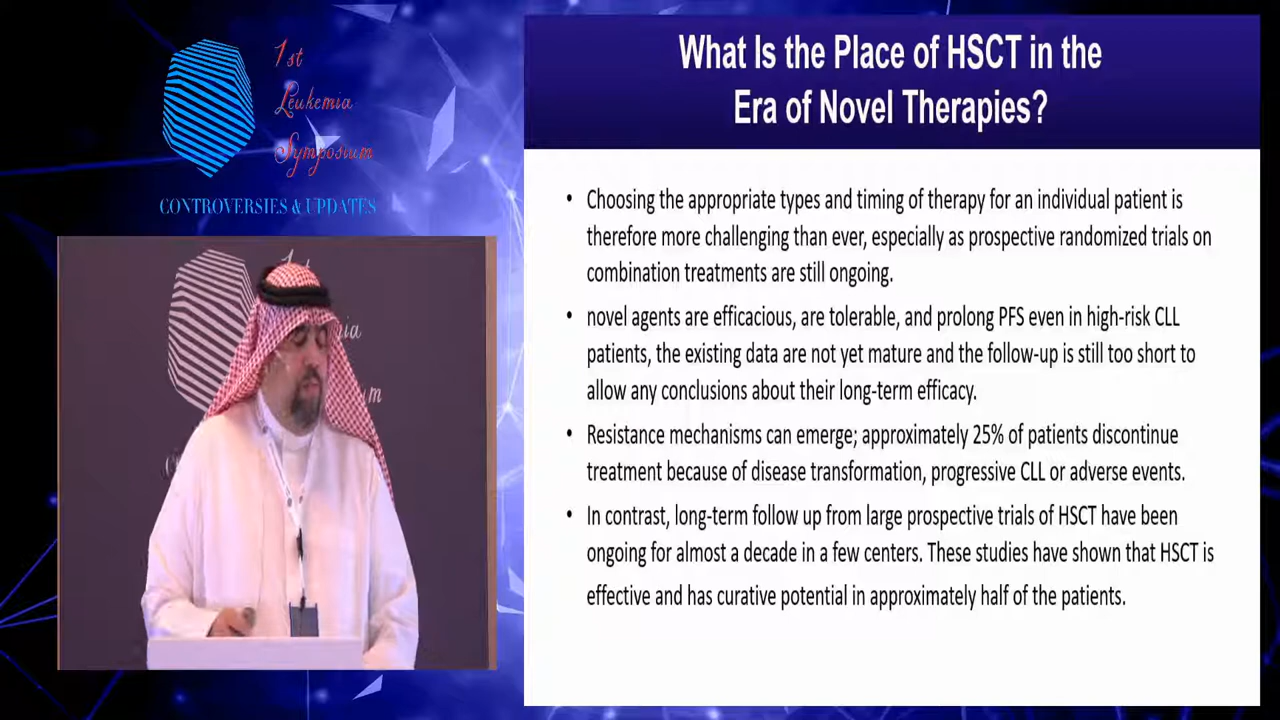 1st
Leukemia
Symposium
CONTROVERSIES & UPDATES
What Is the Place of HSCT in the
Era of Novel Therapies?
• Choosing the appropriate types and timing of therapy for an individual patient is
therefore more challenging than ever, especially as prospective randomized trials on
combination treatments are still ongoing.
• novel agents are efficacious, are tolerable, and prolong PFS even in high-risk CLL
patients, the existing data are not yet mature and the follow-up is still too short to
allow any conclusions about their long-term efficacy.
• Resistance mechanisms can emerge; approximately 25% of patients discontinue
treatment because of disease transformation, progressive CLL or adverse events.
• In contrast, long-term follow up from large prospective trials of HSCT have been
ongoing for almost a decade in a few centers. These studies have shown that HSCT is
effective and has curative potential in approximately half of the patients.